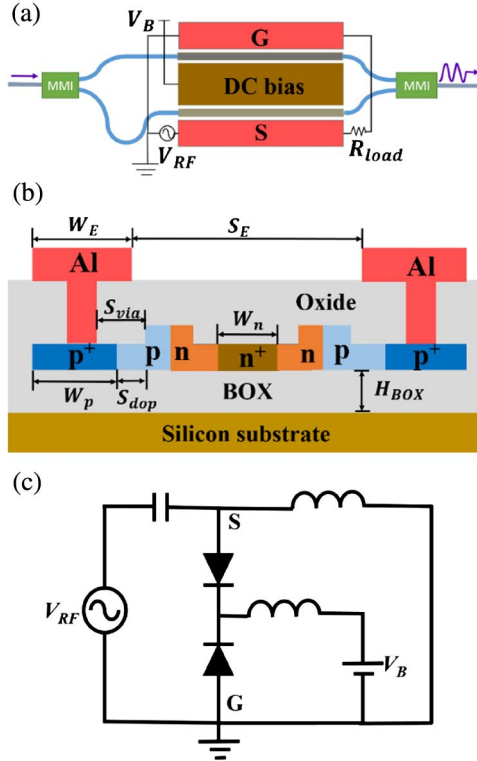 (a)
V_B
G
MMI
DC bias
MMI
S
V_RF
R_load
(b)
W_E
S_E
Al
Al
S_via
Oxide
W_n
p+
p
n
n+
n
p
p+
W_p
S_dop
BOX
H_BOX
Silicon substrate
(c)
S
V_RF
V_B
G